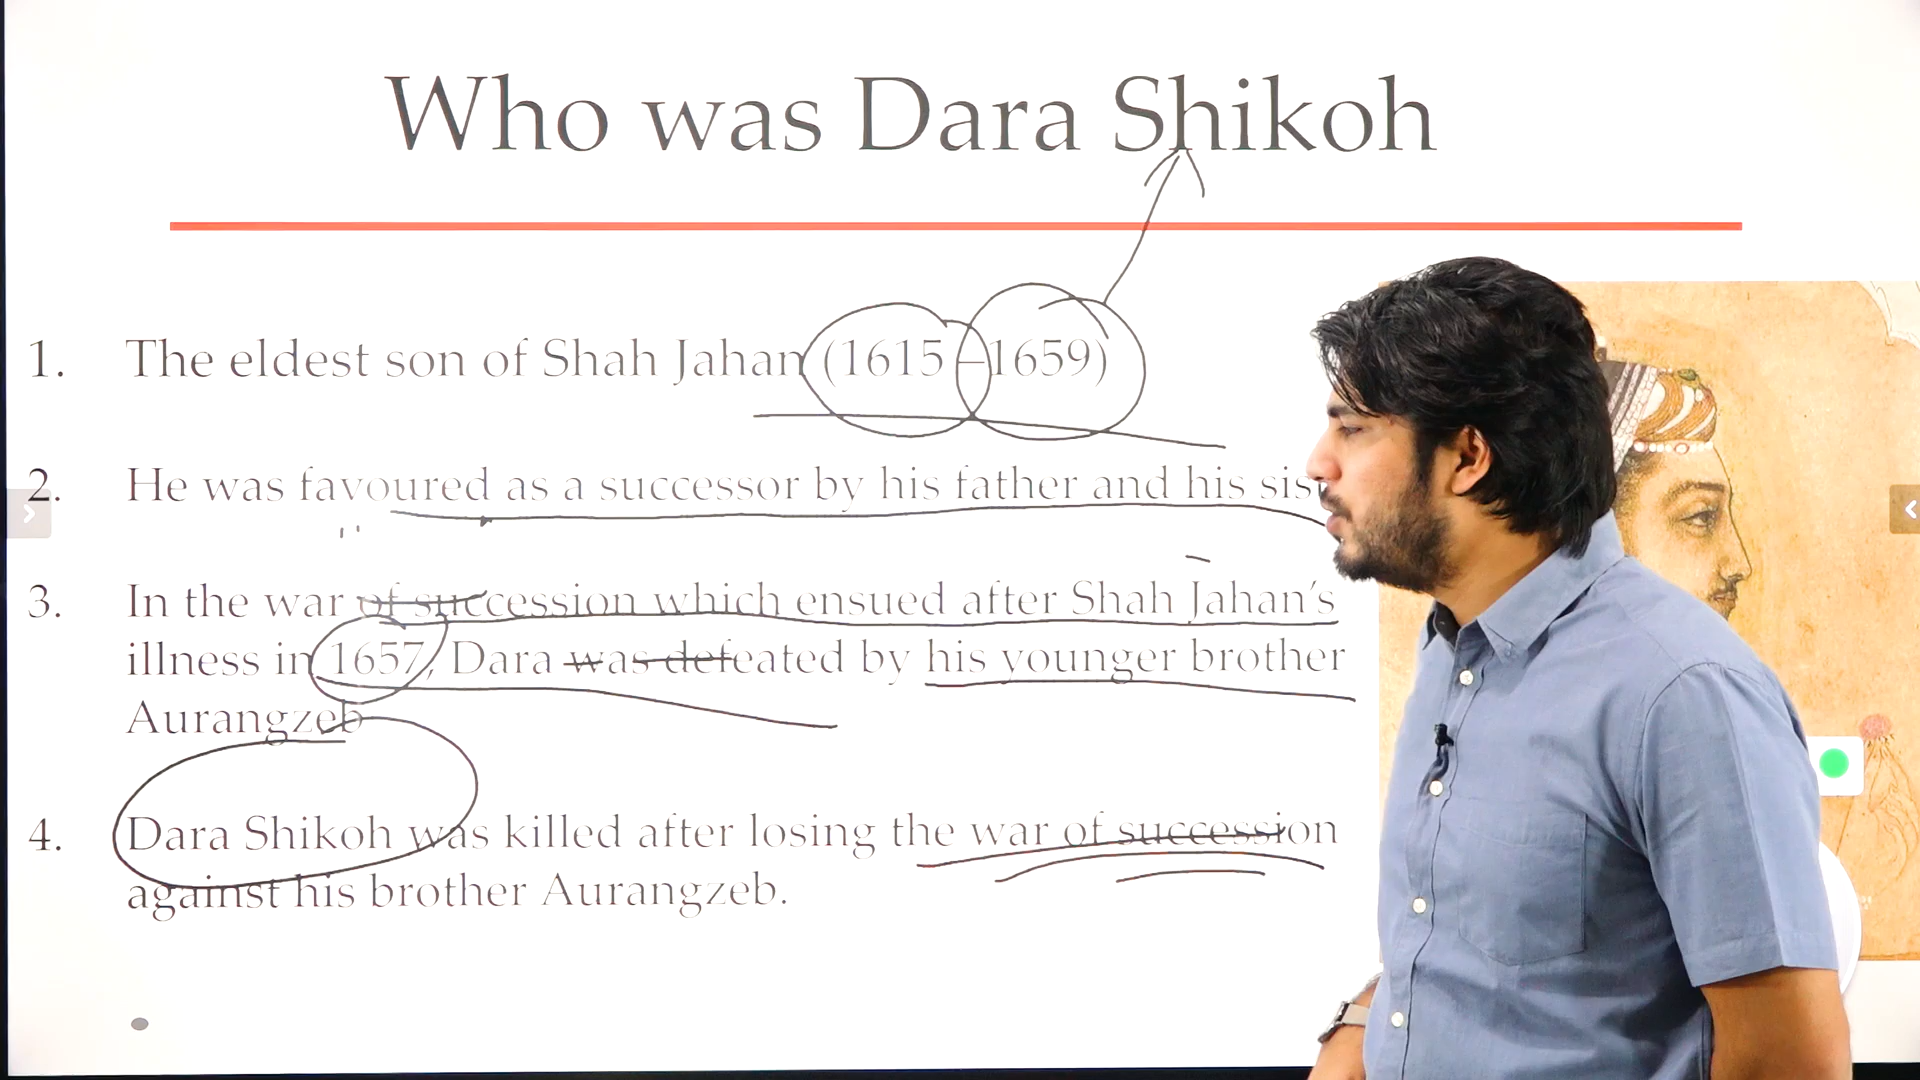 Who was Dara Shikoh
1. The eldest son of Shah Jahan (1615 – 1659)
2. He was favoured as a successor by his father and his
3. In the war of succession which ensued after Shah Jahan's
illness in 1657, Dara was defeated by his younger brother
Aurangzeb
4. Dara Shikoh was killed after losing the war of succession
against his brother Aurangzeb.